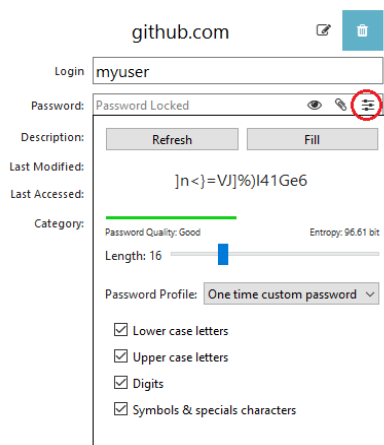 github.com
Login
myuser
Password:
Password Locked
Description:
Refresh
Fill
Last Modified:
]n<}=VJ]%)I41Ge6
Last Accessed:
Category:
Password Quality: Good
Entropy: 96.61 bit
Length: 16
Password Profile:
One time custom password
Lower case letters
Upper case letters
Digits
Symbols & specials characters